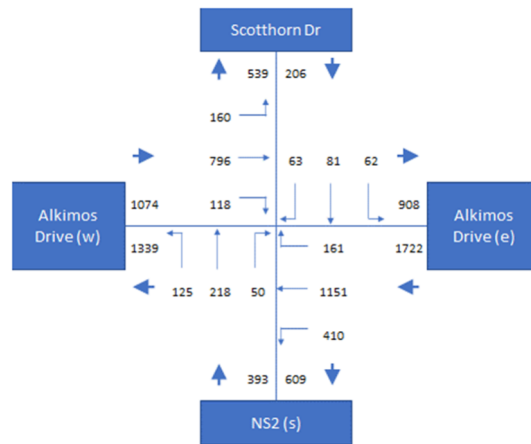 Scotthorn Dr
539 206
160
796 63 81 62
Alkimos
Drive (w)
1074 118 908
Alkimos
Drive (e)
1339 161 1722
125 218 50 1151
410
393 609
NS2 (s)